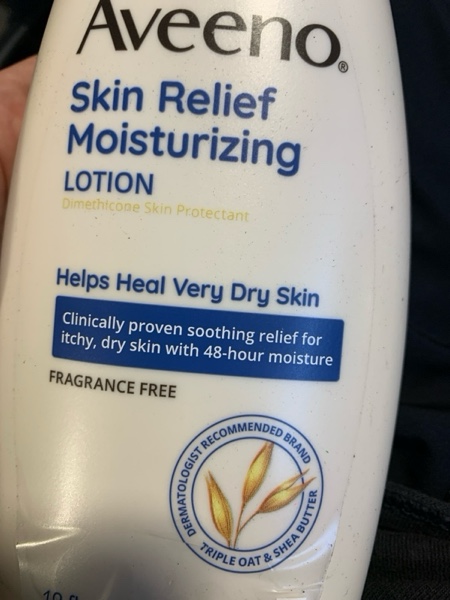 Aveeno®
Skin Relief
Moisturizing
LOTION
Dimethicone Skin Protectant
Helps Heal Very Dry Skin
Clinically proven soothing relief for
itchy, dry skin with 48-hour moisture
FRAGRANCE FREE
DERMATOLOGIST RECOMMENDED BRAND
TRIPLE OAT & SHEA BUTTER